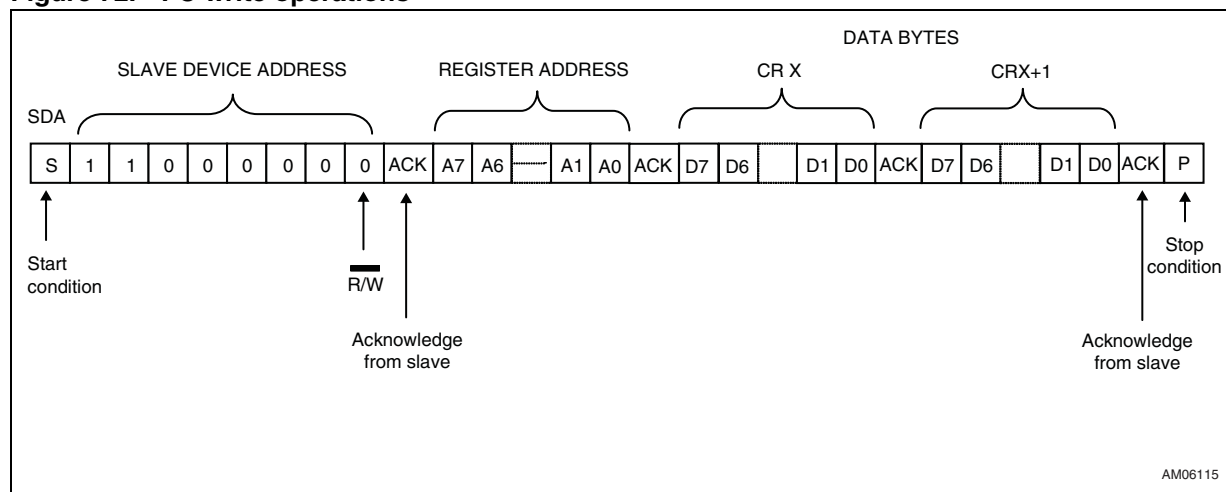 DATA BYTES
SLAVE DEVICE ADDRESS REGISTER ADDRESS CR X CRX+1
SDA
S 1 1 0 0 0 0 0 0 ACK A7 A6 A1 A0 ACK D7 D6 D1 D0 ACK D7 D6 D1 D0 ACK P
Start
condition
R/W
Acknowledge
from slave
Acknowledge
from slave
Stop
condition
AM06115